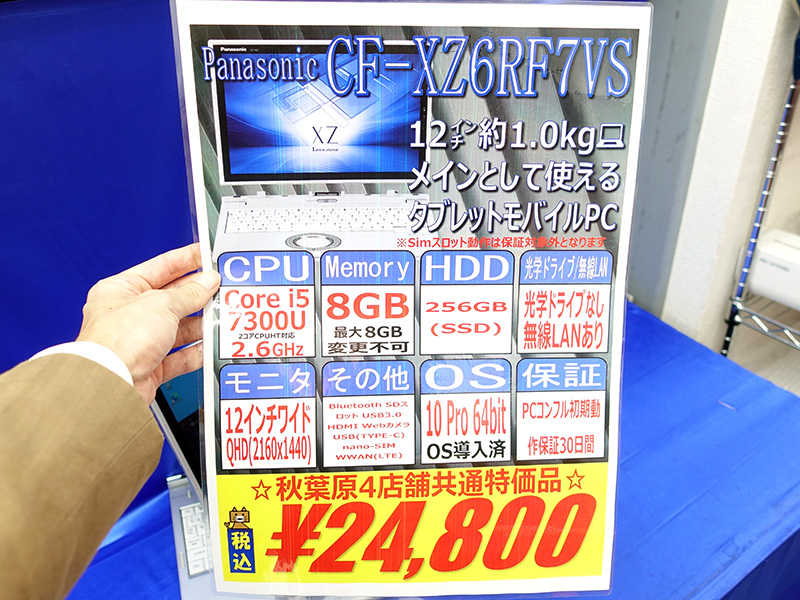 Panasonic CF-XZ6RF7VS
Panasonic
XZ
12インチ約1.0kg
メインとして使える
タブレットモバイルPC
※Simスロット動作は保証対象外となります
CPU
Core i5
7300U
2コアCPUHT対応
2.6GHz
Memory
8GB
最大8GB
変更不可
HDD
256GB
(SSD)
光学ドライブ/無線LAN
光学ドライブなし
無線LANあり
モニタ
12インチワイド
QHD(2160x1440)
その他
Bluetooth SDス
ロット USB3.0
HDMI Webカメラ
USB(TYPE-C)
nano-SIM
WWAN(LTE)
OS
10 Pro 64bit
OS導入済
保証
PCコンフル初期動
作保証30日間
☆秋葉原4店舗共通特価品☆
税込
¥24,800